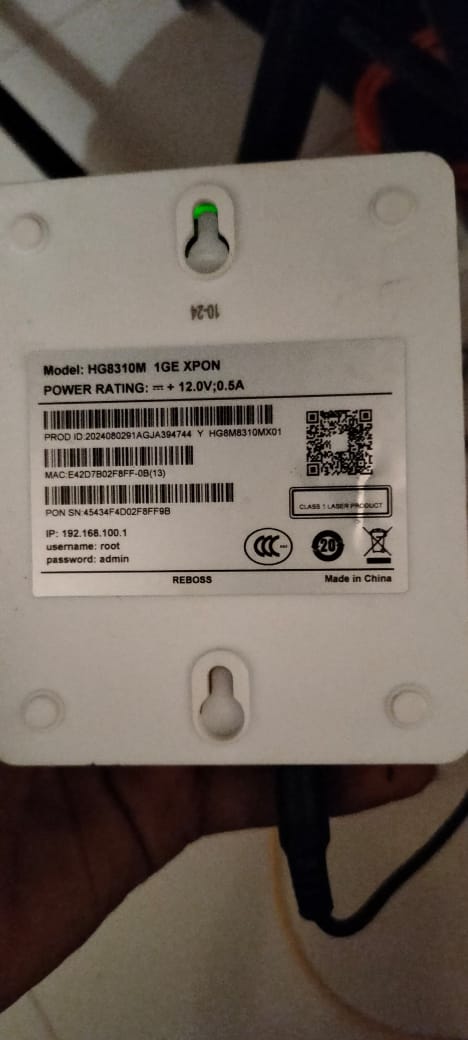 10-24
Model: HG8310M 1GE XPON
POWER RATING: ⎓ + 12.0V;0.5A
PROD ID:2024080291AGJA394744 Y HG8M8310MX01
MAC:E42D7B02F8FF-0B(13)
PON SN:45434F4D02F8FF9B
CLASS 1 LASER PRODUCT
IP: 192.168.100.1
username: root
password: admin
20
REBOSS
Made in China